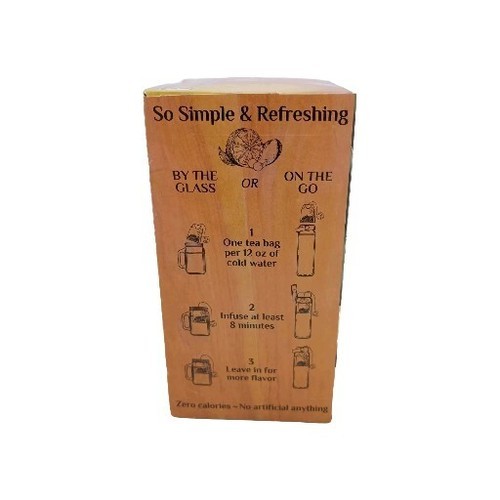 So Simple & Refreshing
BY THE
GLASS
OR
ON THE
GO
1
One tea bag
per 12 oz of
cold water
2
Infuse at least
8 minutes
3
Leave in for
more flavor
Zero calories ~ No artificial anything